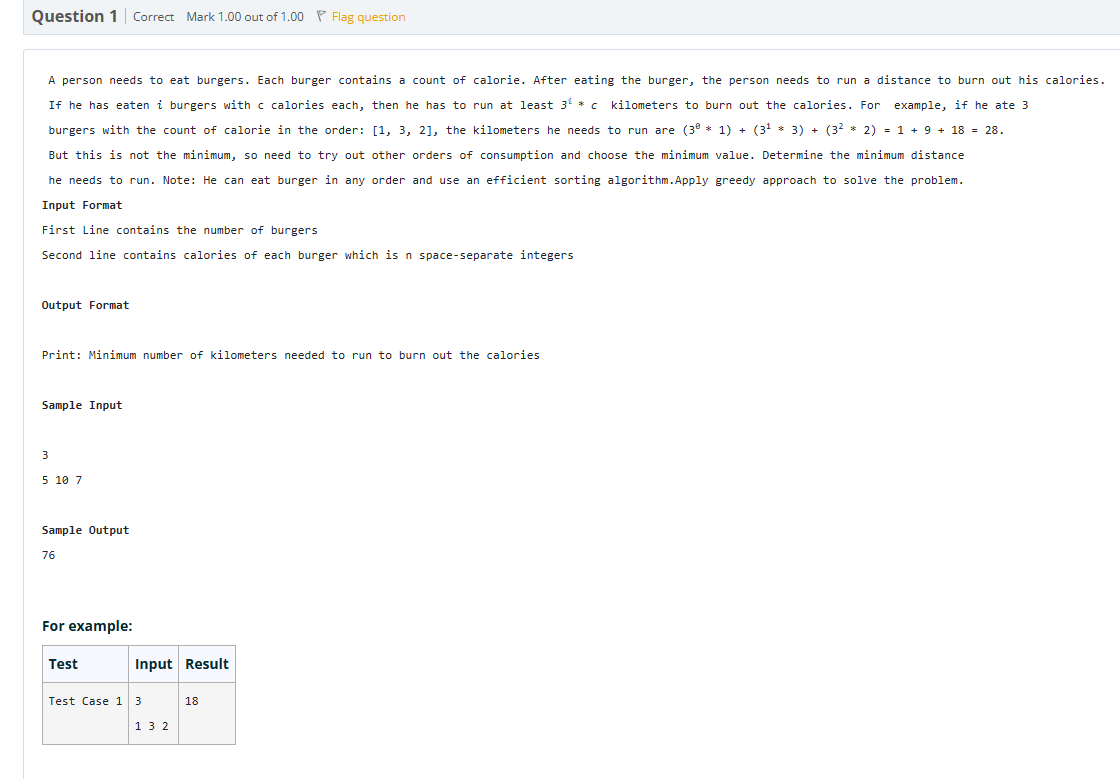 Question 1 Correct Mark 1.00 out of 1.00 Flag question
A person needs to eat burgers. Each burger contains a count of calorie. After eating the burger, the person needs to run a distance to burn out his calories.
If he has eaten i burgers with c calories each, then he has to run at least 3ⁱ * c kilometers to burn out the calories. For example, if he ate 3
burgers with the count of calorie in the order: [1, 3, 2], the kilometers he needs to run are (3⁰ * 1) + (3¹ * 3) + (3² * 2) = 1 + 9 + 18 = 28.
But this is not the minimum, so need to try out other orders of consumption and choose the minimum value. Determine the minimum distance
he needs to run. Note: He can eat burger in any order and use an efficient sorting algorithm.Apply greedy approach to solve the problem.
Input Format
First Line contains the number of burgers
Second line contains calories of each burger which is n space-separate integers
Output Format
Print: Minimum number of kilometers needed to run to burn out the calories
Sample Input
3
5 10 7
Sample Output
76
For example:
Test Input Result
Test Case 1 3 18
1 3 2